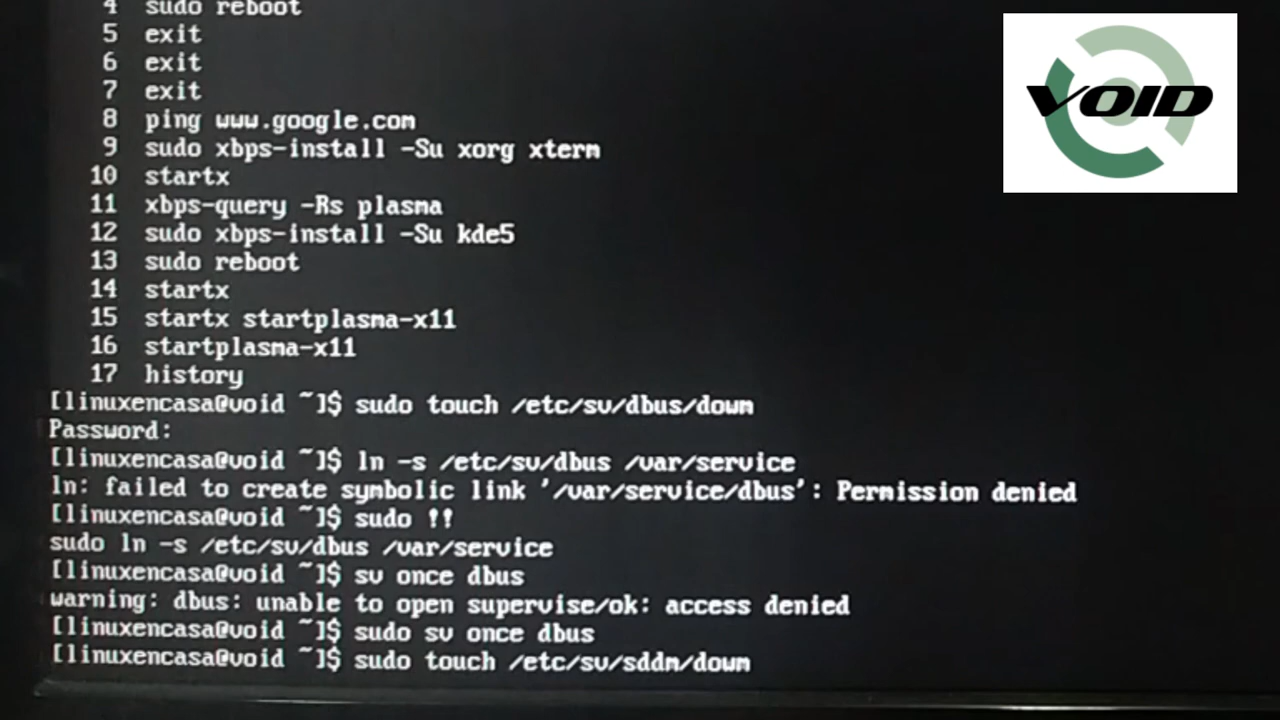 4 sudo reboot
5 exit
6 exit
7 exit
8 ping www.google.com
9 sudo xbps-install -Su xorg xterm
10 startx
11 xbps-query -Rs plasma
12 sudo xbps-install -Su kde5
13 sudo reboot
14 startx
15 startx startplasma-x11
16 startplasma-x11
17 history
[linuxencasa@void ~]$ sudo touch /etc/sv/dbus/down
Password:
[linuxencasa@void ~]$ ln -s /etc/sv/dbus /var/service
ln: failed to create symbolic link '/var/service/dbus': Permission denied
[linuxencasa@void ~]$ sudo !!
sudo ln -s /etc/sv/dbus /var/service
[linuxencasa@void ~]$ sv once dbus
warning: dbus: unable to open supervise/ok: access denied
[linuxencasa@void ~]$ sudo sv once dbus
[linuxencasa@void ~]$ sudo touch /etc/sv/sddm/down
VOID